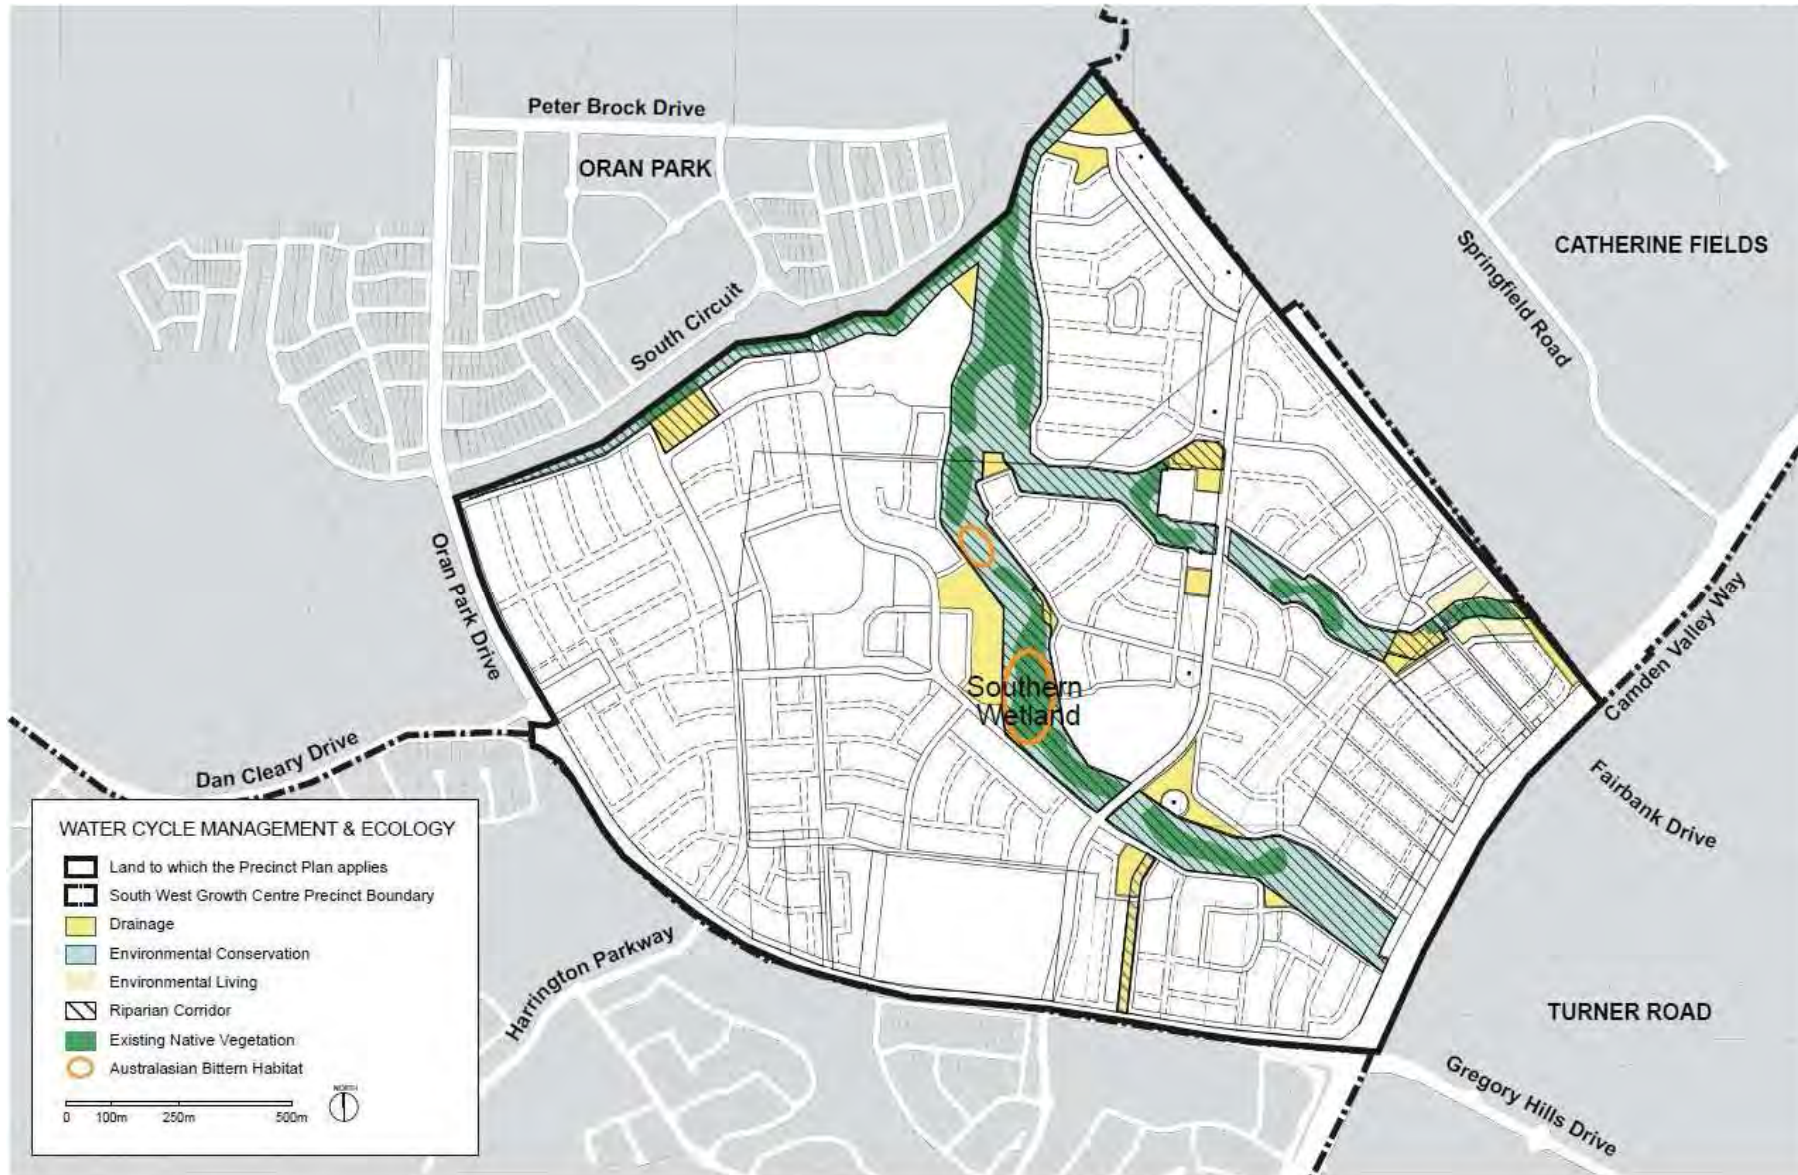 Peter Brock Drive
ORAN PARK
CATHERINE FIELDS
Springfield Road
South Circuit
Oran Park Drive
Southern
Wetland
Camden Valley Way
Dan Cleary Drive
Fairbank Drive
Harrington Parkway
TURNER ROAD
Gregory Hills Drive
WATER CYCLE MANAGEMENT & ECOLOGY
Land to which the Precinct Plan applies
South West Growth Centre Precinct Boundary
Drainage
Environmental Conservation
Environmental Living
Riparian Corridor
Existing Native Vegetation
Australasian Bittern Habitat
NORTH
0 100m 250m 500m